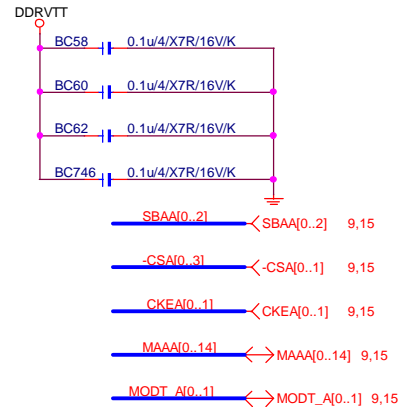 DDRVTT
BC58 0.1u/4/X7R/16V/K
BC60 0.1u/4/X7R/16V/K
BC62 0.1u/4/X7R/16V/K
BC746 0.1u/4/X7R/16V/K
SBAA[0..2] SBAA[0..2] 9,15
-CSA[0..3] -CSA[0..1] 9,15
CKEA[0..1] CKEA[0..1] 9,15
MAAA[0..14] MAAA[0..14] 9,15
MODT_A[0..1] MODT_A[0..1] 9,15